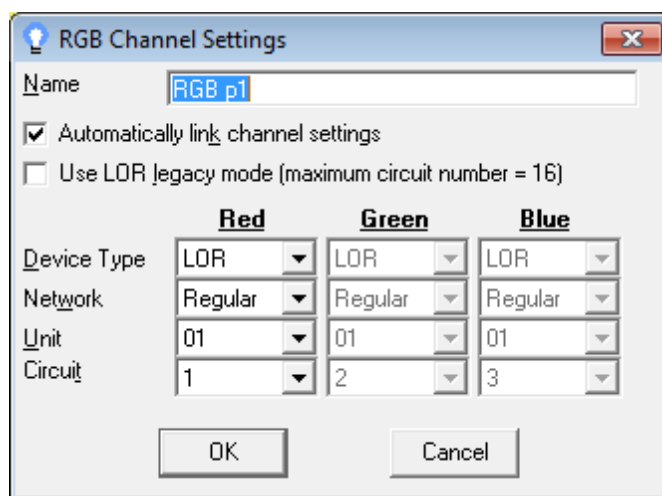 RGB Channel Settings
Name RGB p1
Automatically link channel settings
Use LOR legacy mode (maximum circuit number = 16)
Red Green Blue
Device Type LOR LOR LOR
Network Regular Regular Regular
Unit 01 01 01
Circuit 1 2 3
OK Cancel